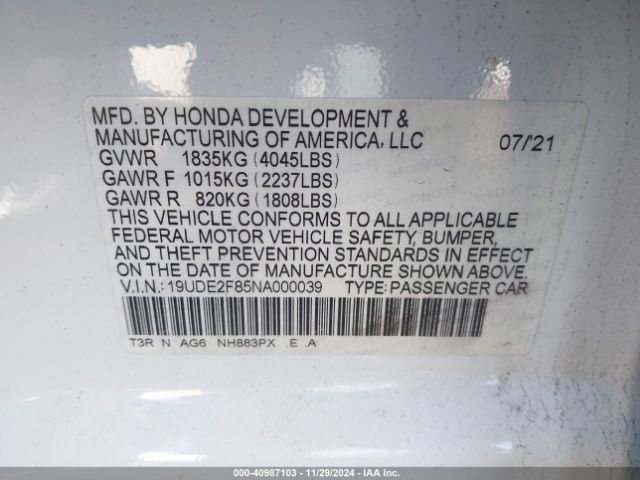 MFD. BY HONDA DEVELOPMENT &
MANUFACTURING OF AMERICA, LLC 07/'21
GVWR 1835KG (4045LBS)
GAWR F 1015KG (2237LBS)
GAWR R 820KG (1808LBS)
THIS VEHICLE CONFORMS TO ALL APPLICABLE
FEDERAL MOTOR VEHICLE SAFETY, BUMPER,
AND THEFT PREVENTION STANDARDS IN EFFECT
ON THE DATE OF MANUFACTURE SHOWN ABOVE.
V.I.N.: 19UDE2F85NA000039 TYPE: PASSENGER CAR
T3R N AG6 NH883PX .E .A
000-40987103 - 11/29/2024 - IAA Inc.